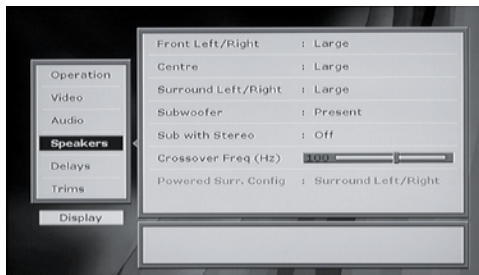 Operation
Video
Audio
Speakers
Delays
Trims
Display
Front Left/Right : Large
Centre : Large
Surround Left/Right : Large
Subwoofer : Present
Sub with Stereo : Off
Crossover Freq (Hz) 100
Powered Surr. Config : Surround Left/Right